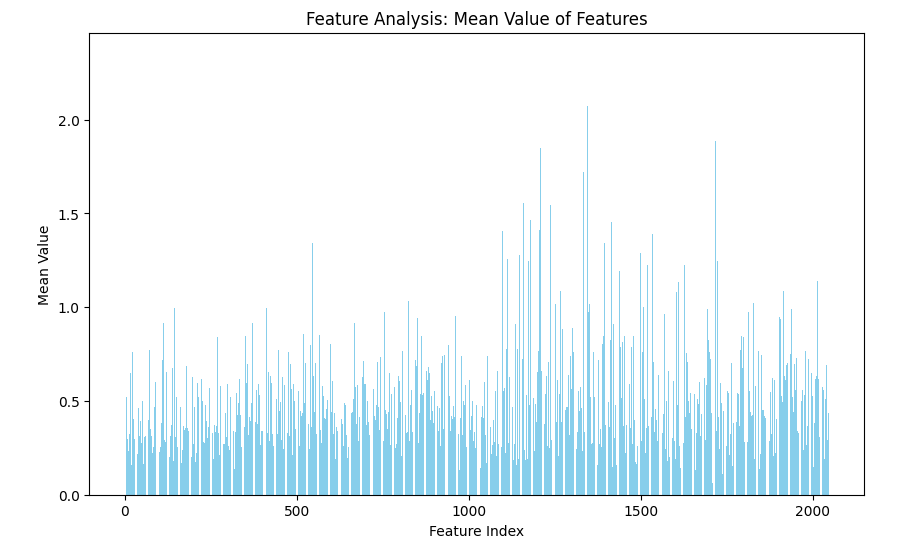 Feature Analysis: Mean Value of Features
Mean Value
2.0
1.5
1.0
0.5
0.0
0 500 1000 1500 2000
Feature Index